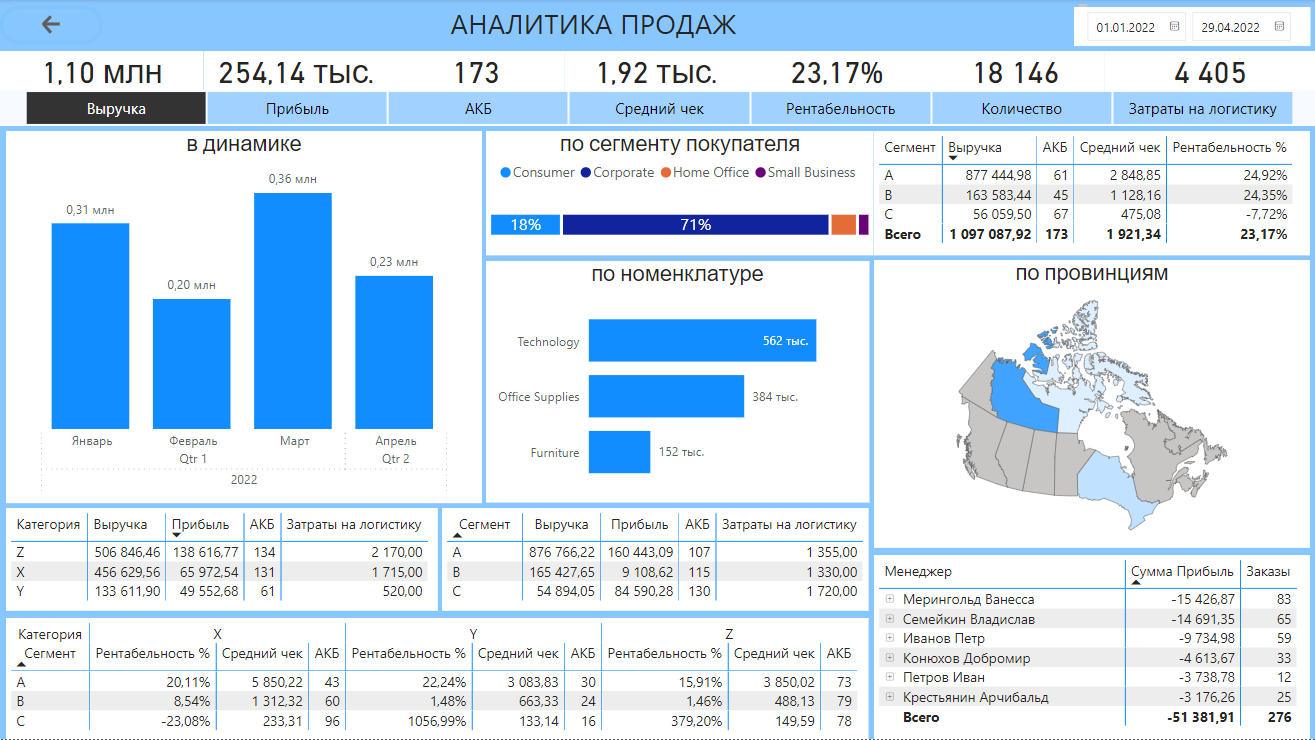 АНАЛИТИКА ПРОДАЖ
01.01.2022 29.04.2022
1,10 МЛН 254,14 ТЫС. 173 1,92 ТЫС. 23,17% 18 146 4 405
Выручка Прибыль АКБ Средний чек Рентабельность Количество Затраты на логистику
в динамике
0,31 млн
0,20 млн
0,36 млн
0,23 млн
Январь Февраль Март Апрель
Qtr 1 Qtr 2
2022
по сегменту покупателя
Consumer Corporate Home Office Small Business
18% 71%
Сегмент Выручка АКБ Средний чек Рентабельность %
A 877 444,98 61 2 848,85 24,92%
B 163 583,44 45 1 128,16 24,35%
C 56 059,50 67 475,08 -7,72%
Всего 1 097 087,92 173 1 921,34 23,17%
по номенклатуре
Technology 562 тыс.
Office Supplies 384 тыс.
Furniture 152 тыс.
по провинциям
Категория Выручка Прибыль АКБ Затраты на логистику
Z 506 846,46 138 616,77 134 2 170,00
X 456 629,56 65 972,54 131 1 715,00
Y 133 611,90 49 552,68 61 520,00
Сегмент Выручка Прибыль АКБ Затраты на логистику
A 876 766,22 160 443,09 107 1 355,00
B 165 427,65 9 108,62 115 1 330,00
C 54 894,05 84 590,28 130 1 720,00
Категория X Y Z
Сегмент Рентабельность % Средний чек АКБ Рентабельность % Средний чек АКБ Рентабельность % Средний чек АКБ
A 20,11% 5 850,22 43 22,24% 3 083,83 30 15,91% 3 850,02 73
B 8,54% 1 312,32 60 1,48% 663,33 24 1,46% 488,13 79
C -23,08% 233,31 96 1056,99% 133,14 16 379,20% 149,59 78
Менеджер Сумма Прибыль Заказы
Мерингольд Ванесса -15 426,87 83
Семейкин Владислав -14 691,35 65
Иванов Петр -9 734,98 59
Конюхов Добромир -4 613,67 33
Петров Иван -3 738,78 12
Крестьянин Арчибальд -3 176,26 25
Всего -51 381,91 276